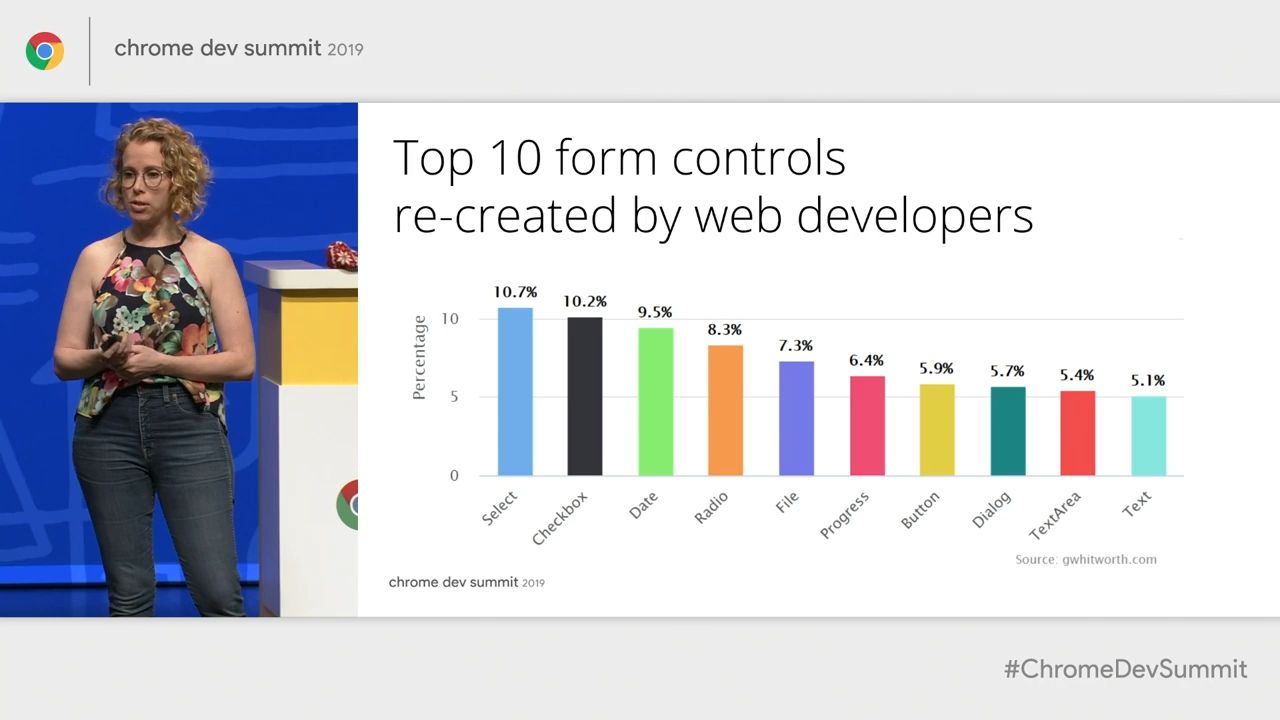 chrome dev summit 2019
Top 10 form controls
re-created by web developers
Percentage
10
5
0
10.7%
10.2%
9.5%
8.3%
7.3%
6.4%
5.9%
5.7%
5.4%
5.1%
Select
Checkbox
Date
Radio
File
Progress
Button
Dialog
TextArea
Text
Source: gwhitworth.com
chrome dev summit 2019
#ChromeDevSummit